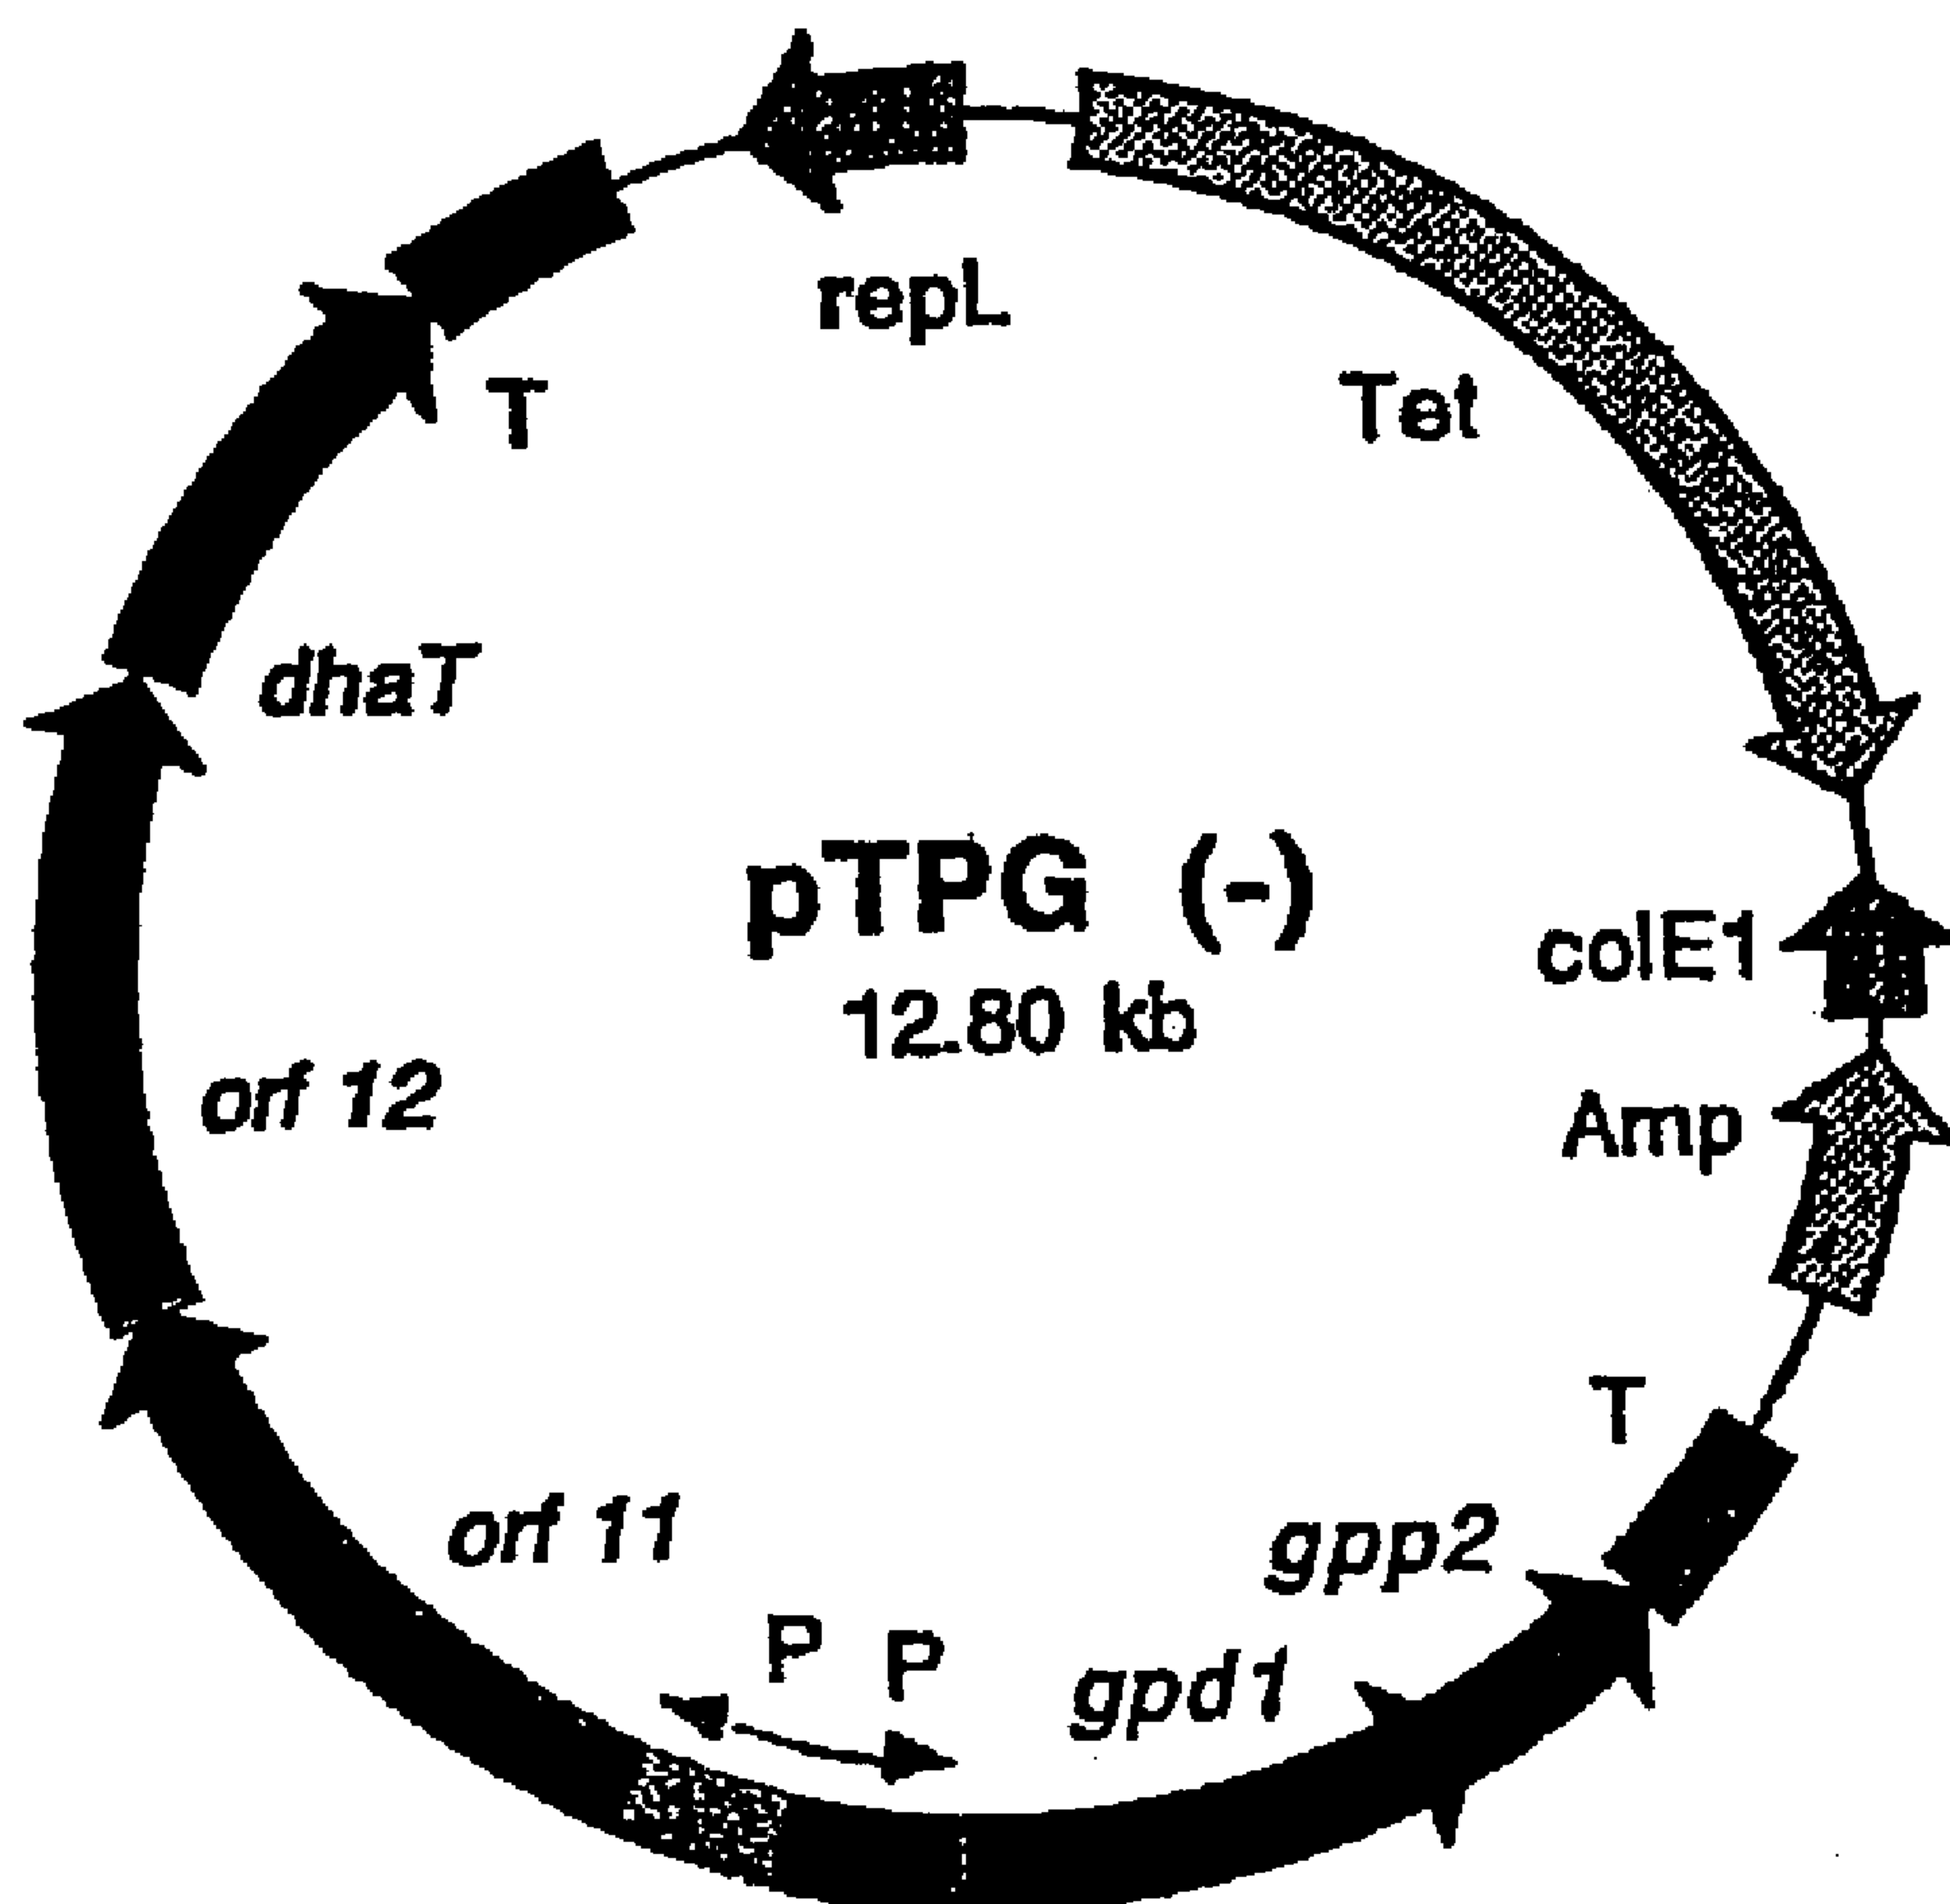 repL
T
Tet
dhaT
pTPG (-)
12.80 kb
colE1
orf 12
Amp
T
orf 11
gpp2
P P
gpd1